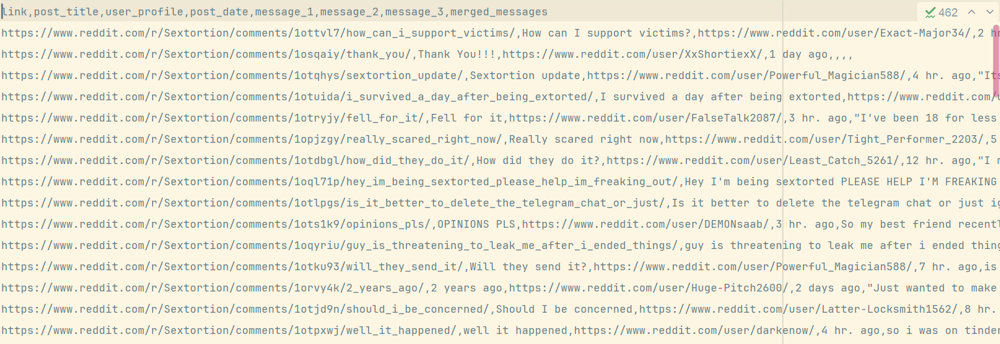 link,post_title,user_profile,post_date,message_1,message_2,message_3,merged_messages
462
https://www.reddit.com/r/Sextortion/comments/1ottvl7/how_can_i_support_victims/,How can I support victims?,https://www.reddit.com/user/Exact-Major34/,2 hr
https://www.reddit.com/r/Sextortion/comments/1osqaiy/thank_you/,Thank You!!!,https://www.reddit.com/user/XxShortiexX/,1 day ago,,,,
https://www.reddit.com/r/Sextortion/comments/1otqhys/sextortion_update/,Sextortion update,https://www.reddit.com/user/Powerful_Magician588/,4 hr. ago,"Its
https://www.reddit.com/r/Sextortion/comments/1otuida/i_survived_a_day_after_being_extorted/,I survived a day after being extorted,https://www.reddit.com/u
https://www.reddit.com/r/Sextortion/comments/1otryjy/fell_for_it/,Fell for it,https://www.reddit.com/user/FalseTalk2087/,3 hr. ago,"I've been 18 for less
https://www.reddit.com/r/Sextortion/comments/1opjzgy/really_scared_right_now/,Really scared right now,https://www.reddit.com/user/Tight_Performer_2203/,5
https://www.reddit.com/r/Sextortion/comments/1otdbgl/how_did_they_do_it/,How did they do it?,https://www.reddit.com/user/Least_Catch_5261/,12 hr. ago,"I m
https://www.reddit.com/r/Sextortion/comments/1oql71p/hey_im_being_sextorted_please_help_im_freaking_out/,Hey I'm being sextorted PLEASE HELP I'M FREAKING
https://www.reddit.com/r/Sextortion/comments/1otlpgs/is_it_better_to_delete_the_telegram_chat_or_just/,Is it better to delete the telegram chat or just ig
https://www.reddit.com/r/Sextortion/comments/1ots1k9/opinions_pls/,OPINIONS PLS,https://www.reddit.com/user/DEMONsaab/,3 hr. ago,So my best friend recentl
https://www.reddit.com/r/Sextortion/comments/1oqyriu/guy_is_threatening_to_leak_me_after_i_ended_things/,guy is threatening to leak me after i ended thing
https://www.reddit.com/r/Sextortion/comments/1otku93/will_they_send_it/,Will they send it?,https://www.reddit.com/user/Powerful_Magician588/,7 hr. ago,is
https://www.reddit.com/r/Sextortion/comments/1orvy4k/2_years_ago/,2 years ago,https://www.reddit.com/user/Huge-Pitch2600/,2 days ago,"Just wanted to make
https://www.reddit.com/r/Sextortion/comments/1otjd9n/should_i_be_concerned/,Should I be concerned,https://www.reddit.com/user/Latter-Locksmith1562/,8 hr.
https://www.reddit.com/r/Sextortion/comments/1otpxwj/well_it_happened/,well it happened,https://www.reddit.com/user/darkenow/,4 hr. ago,so i was on tinder